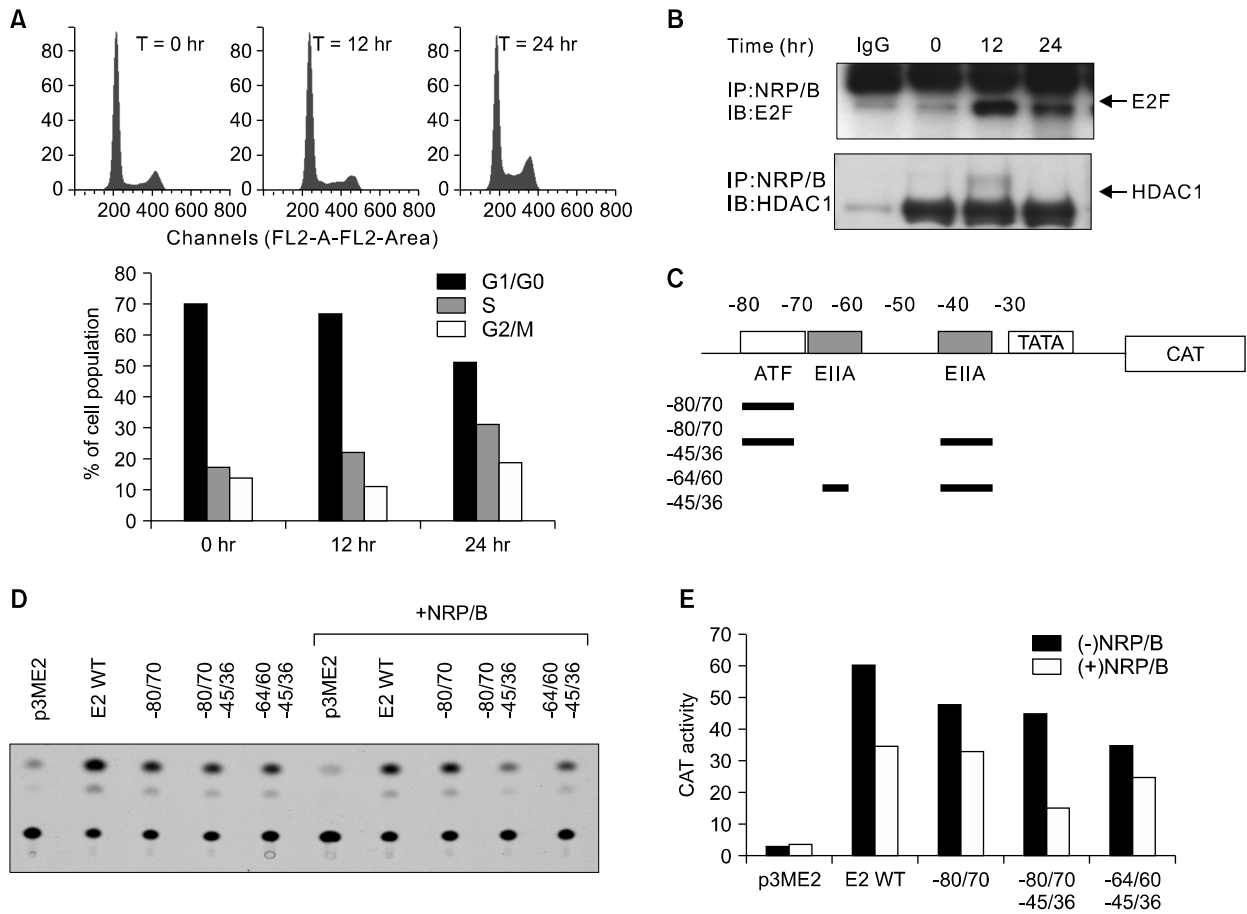 A
T = 0 hr
T = 12 hr
T = 24 hr
80
60
40
20
0
80
60
40
20
0
80
60
40
20
0
200 400 600 800
200 400 600 800
200 400 600 800
Channels (FL2-A-FL2-Area)
% of cell population
80
70
60
50
40
30
20
10
0
G1/G0
S
G2/M
0 hr
12 hr
24 hr
B
Time (hr) IgG 0 12 24
IP:NRP/B
IB:E2F
E2F
IP:NRP/B
IB:HDAC1
HDAC1
C
-80 -70 -60 -50 -40 -30
TATA
CAT
ATF
EIIA
EIIA
-80/70
-80/70
-45/36
-64/60
-45/36
D
+NRP/B
p3ME2
E2 WT
-80/70
-80/70
-45/36
-64/60
-45/36
p3ME2
E2 WT
-80/70
-80/70
-45/36
-64/60
-45/36
E
CAT activity
70
60
50
40
30
20
10
0
(-)NRP/B
(+)NRP/B
p3ME2
E2 WT
-80/70
-80/70
-45/36
-64/60
-45/36